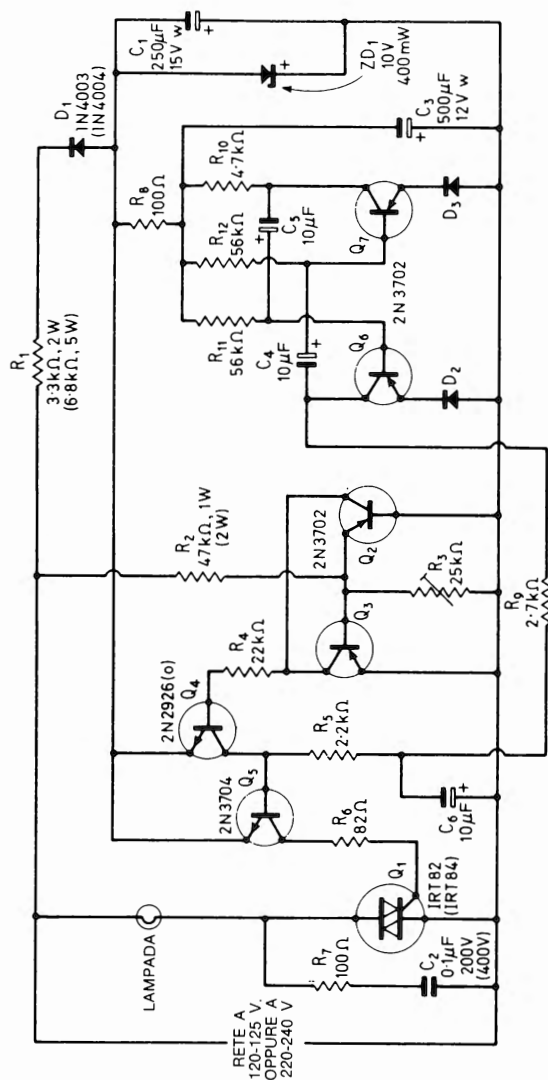 RETE A
120-125 V.
OPPURE A
220-240 V
LAMPADA
R7
100Ω
C2
0·1µF
200V
(400V)
Q1
IRT82
(IRT84)
R6
82Ω
2N3704
Q5
2N2926(o)
Q4
R4
22kΩ
R5
2·2kΩ
C6
10µF
+
R1
3·3kΩ, 2W
(6·8kΩ, 5W)
R2
47kΩ, 1W
(2W)
2N3702
Q2
Q3
R3
25kΩ
R9
2·7kΩ
R11
56kΩ
R12
56kΩ
C4
10µF
+
R8
100Ω
R10
4·7kΩ
+
C5
10µF
Q6
Q7
2N3702
D2
D3
C3
500µF
12V w
+
D1
1N4003
(1N4004)
C1
250µF
15V w
+
+
ZD1
10V
400mW